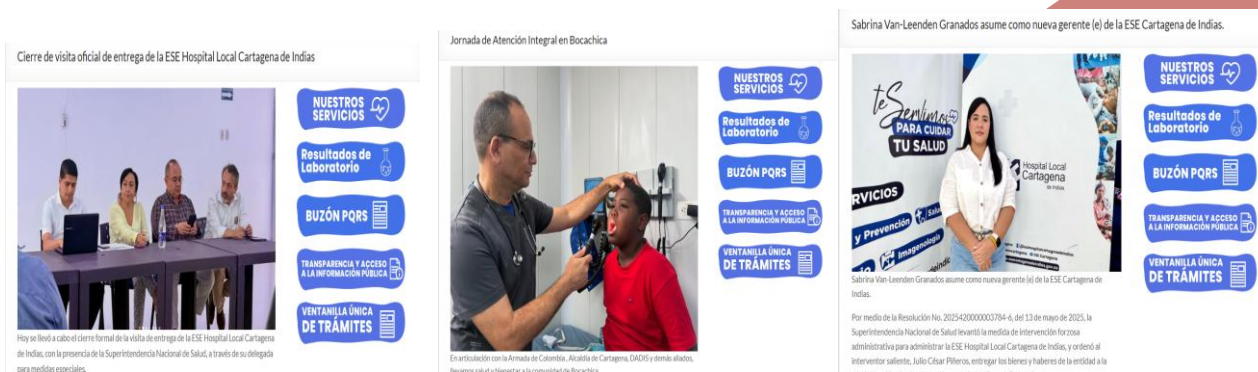 Cierre de visita oficial de entrega de la ESE Hospital Local Cartagena de Indias
NUESTROS
SERVICIOS
Resultados de
Laboratorio
BUZÓN PQRS
TRANSPARENCIA Y ACCESO
A LA INFORMACIÓN PÚBLICA
VENTANILLA ÚNICA
DE TRÁMITES
Hoy se llevó a cabo el cierre formal de la visita de entrega de la ESE Hospital Local Cartagena
de Indias, con la presencia de la Superintendencia Nacional de Salud, a través de su delegada
para medidas especiales.
Jornada de Atención Integral en Bocachica
NUESTROS
SERVICIOS
Resultados de
Laboratorio
BUZÓN PQRS
TRANSPARENCIA Y ACCESO
A LA INFORMACIÓN PÚBLICA
VENTANILLA ÚNICA
DE TRÁMITES
En articulación con la Armada de Colombia , Alcaldía de Cartagena, DADIS y demás aliados,
llevamos salud y bienestar a la comunidad de Bocachica
Sabrina Van-Leenden Granados asume como nueva gerente (e) de la ESE Cartagena de Indias.
te Servimos
PARA CUIDAR
TU SALUD
Hospital Local
Cartagena
de Indias
RVICIOS
y Prevención
Salu
Imagenología
NUESTROS
SERVICIOS
Resultados de
Laboratorio
BUZÓN PQRS
TRANSPARENCIA Y ACCESO
A LA INFORMACIÓN PÚBLICA
VENTANILLA ÚNICA
DE TRÁMITES
Sabrina Van-Leenden Granados asume como nueva gerente (e) de la ESE Cartagena de
Indias.
Por medio de la Resolución No. 2025420000003784-6, del 13 de mayo de 2025, la
Superintendencia Nacional de Salud levantó la medida de intervención forzosa
administrativa para administrar la ESE Hospital Local Cartagena de Indias, y ordenó al
interventor saliente, Julio César Piñeros, entregar los bienes y haberes de la entidad a la